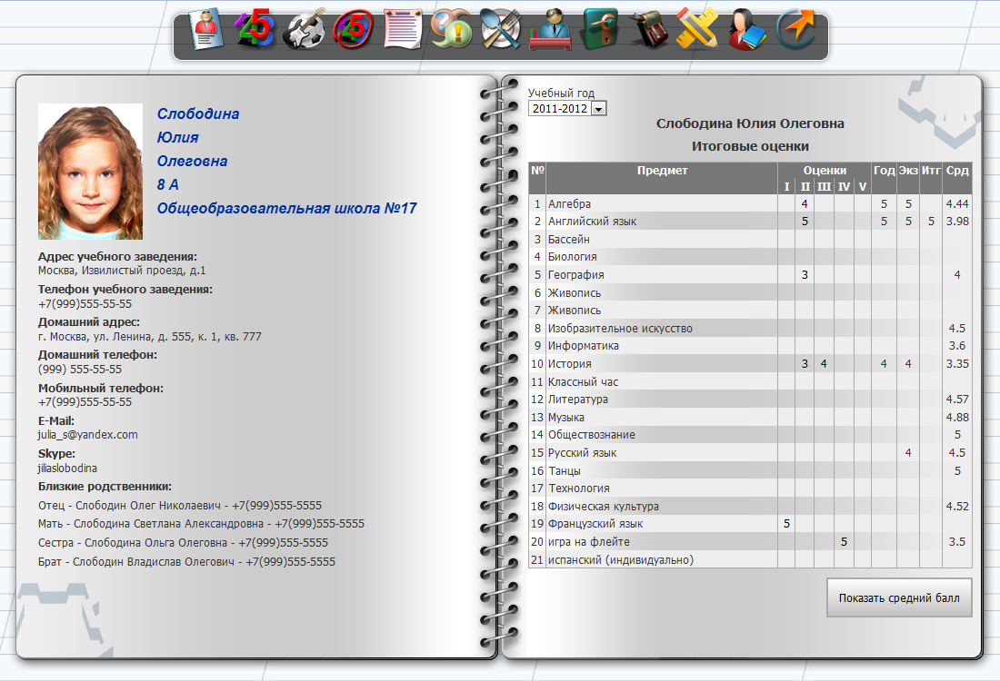 Слободина
Юлия
Олеговна
8 А
Общеобразовательная школа №17
Адрес учебного заведения:
Москва, Извилистый проезд, д.1
Телефон учебного заведения:
+7(999)555-55-55
Домашний адрес:
г. Москва, ул. Ленина, д. 555, к. 1, кв. 777
Домашний телефон:
(999) 555-55-55
Мобильный телефон:
+7(999)555-55-55
E-Mail:
julia_s@yandex.com
Skype:
jiliaslobodina
Близкие родственники:
Отец - Слободин Олег Николаевич - +7(999)555-5555
Мать - Слободина Светлана Александровна - +7(999)555-5555
Сестра - Слободина Ольга Олеговна - +7(999)555-5555
Брат - Слободин Владислав Олегович - +7(999)555-5555
Учебный год
2011-2012
Слободина Юлия Олеговна
Итоговые оценки
№ Предмет Оценки Год Экз Итг Срд
I II III IV V
1 Алгебра 4 5 5 4.44
2 Английский язык 5 5 5 5 3.98
3 Бассейн
4 Биология
5 География 3 4
6 Живопись
7 Живопись
8 Изобразительное искусство 4.5
9 Информатика 3.6
10 История 3 4 4 4 3.35
11 Классный час
12 Литература 4.57
13 Музыка 4.88
14 Обществознание 5
15 Русский язык 4 4.5
16 Танцы 5
17 Технология
18 Физическая культура 4.52
19 Французский язык 5
20 игра на флейте 5 3.5
21 испанский (индивидуально)
Показать средний балл